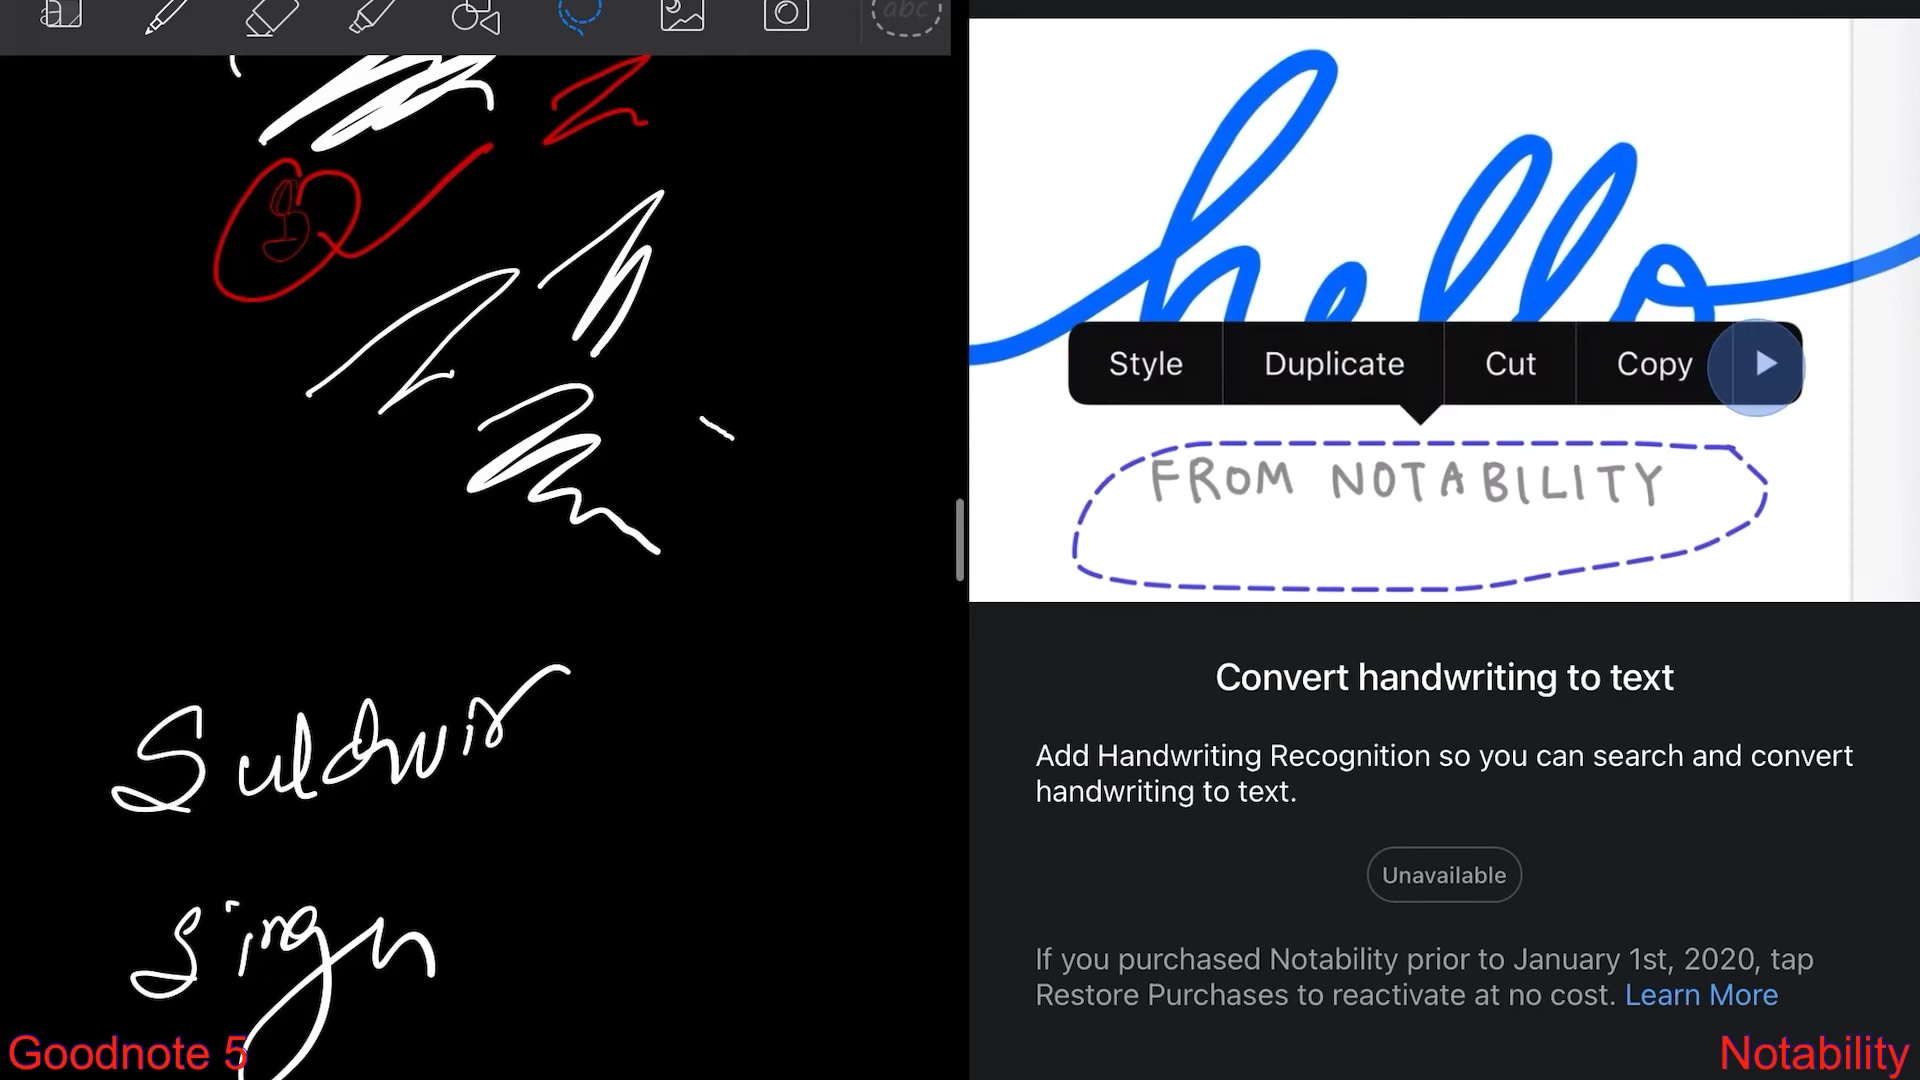 abc
2
S
hello
Style Duplicate Cut Copy
FROM NOTABILITY
Convert handwriting to text
Add Handwriting Recognition so you can search and convert
handwriting to text.
Unavailable
If you purchased Notability prior to January 1st, 2020, tap
Restore Purchases to reactivate at no cost. Learn More
Goodnote 5
Notability